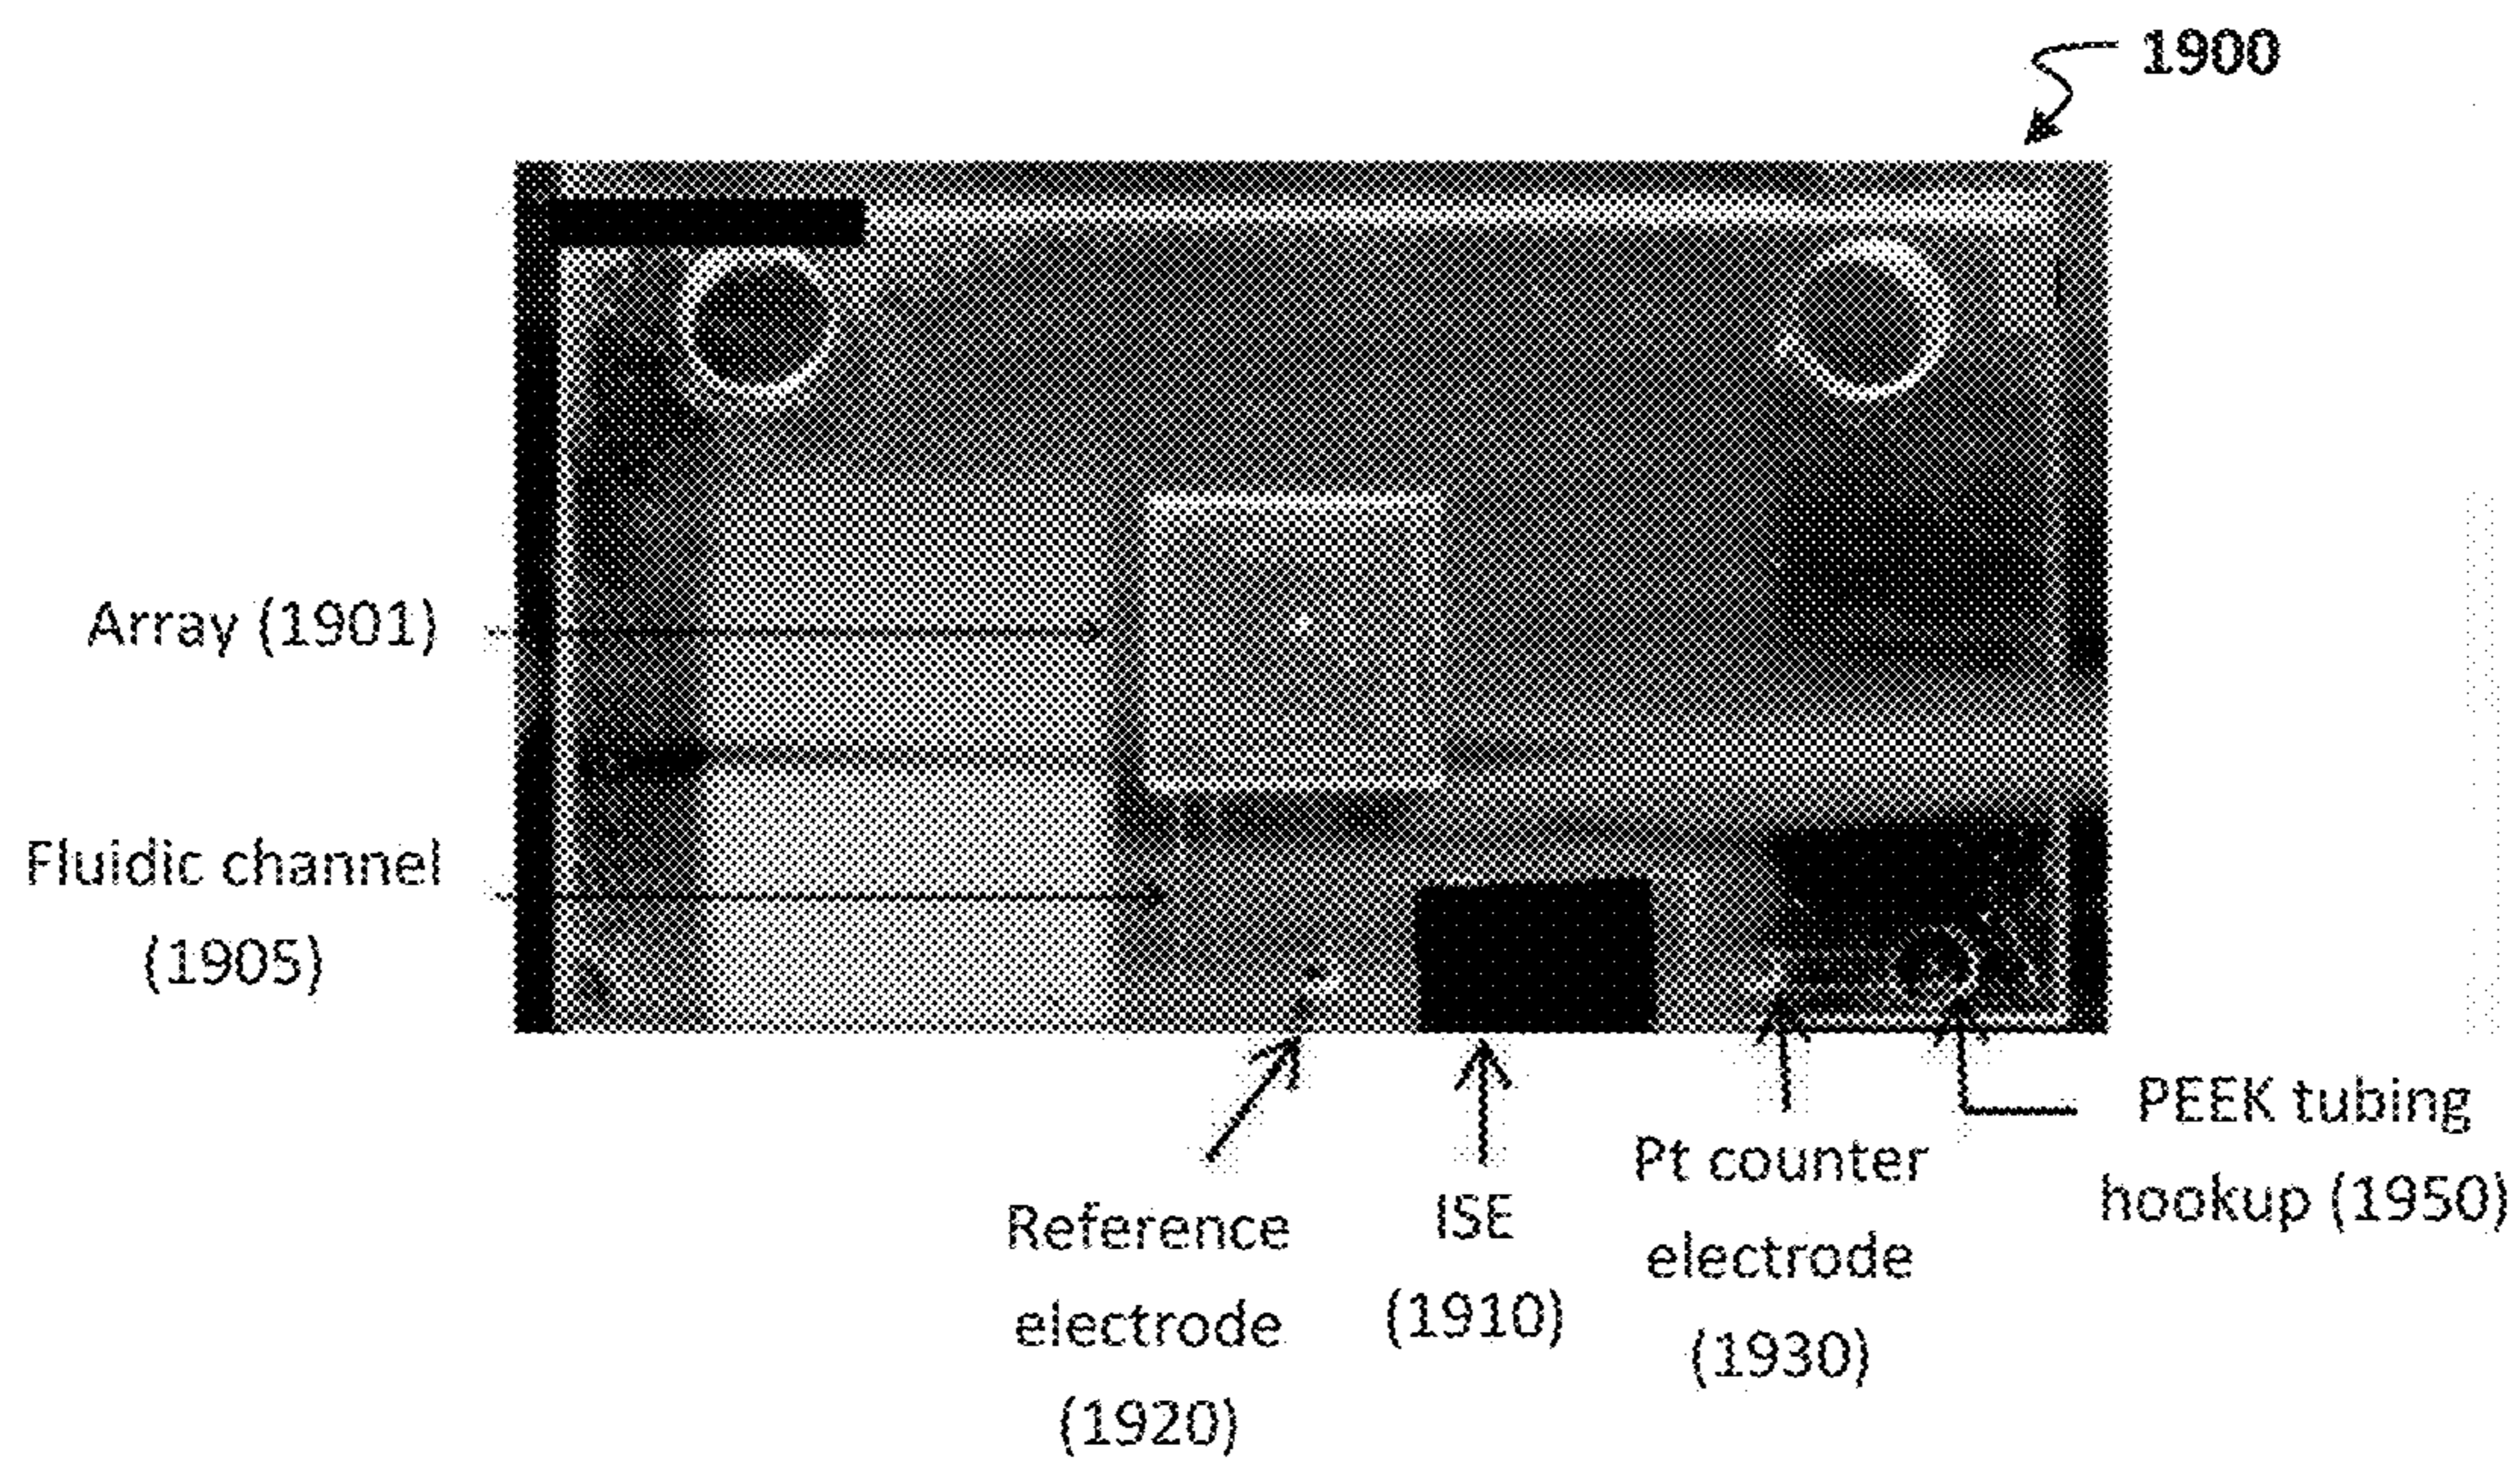 1900
Array (1901)
Fluidic channel
(1905)
Reference
electrode
(1920)
ISE
(1910)
Pt counter
electrode
(1930)
PEEK tubing
hookup (1950)